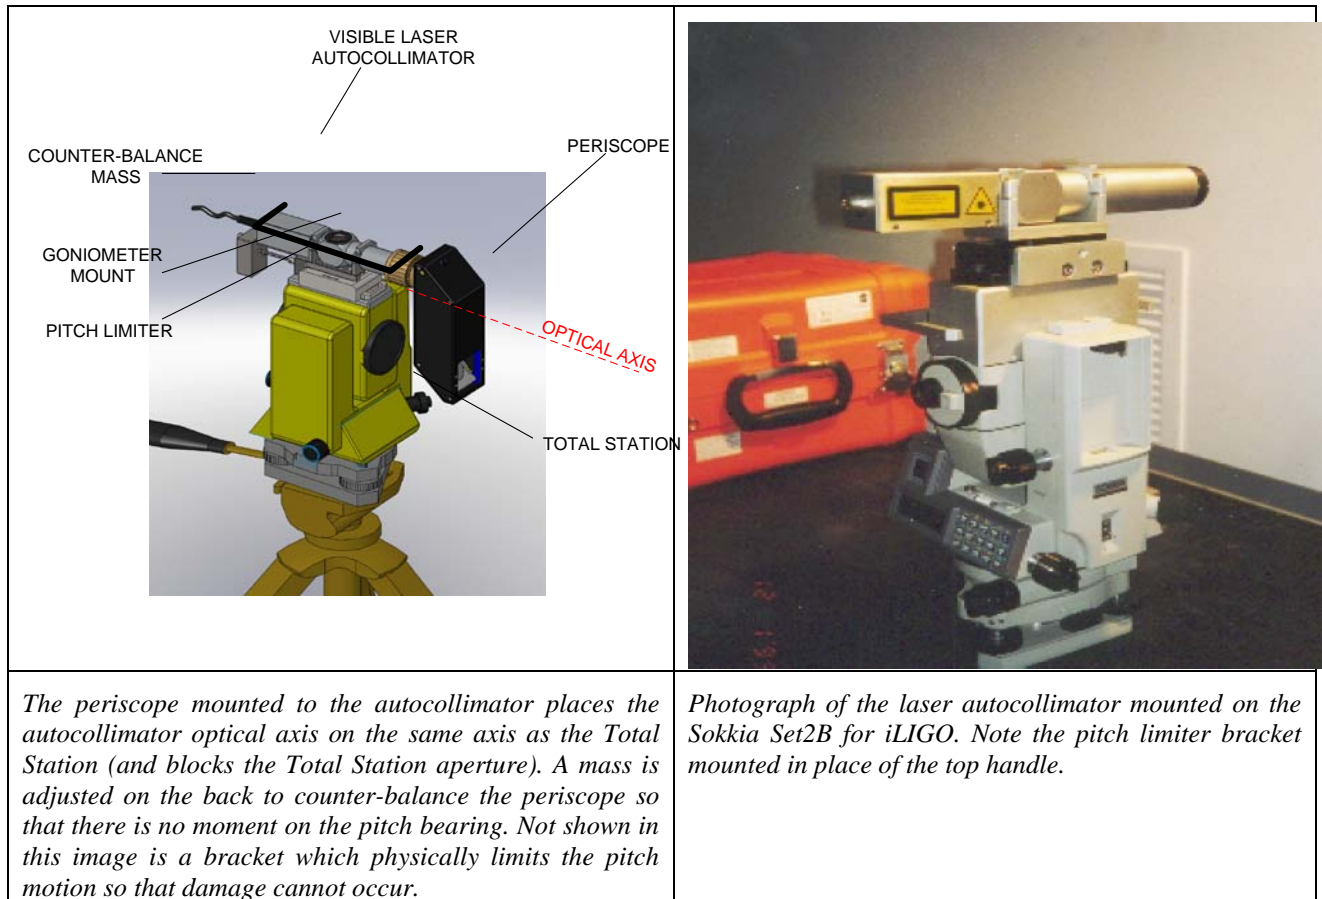 VISIBLE LASER
AUTOCOLLIMATOR
PERISCOPE
COUNTER-BALANCE
MASS
GONIOMETER
MOUNT
PITCH LIMITER
OPTICAL AXIS
TOTAL STATION
The periscope mounted to the autocollimator places the
autocollimator optical axis on the same axis as the Total
Station (and blocks the Total Station aperture). A mass is
adjusted on the back to counter-balance the periscope so
that there is no moment on the pitch bearing. Not shown in
this image is a bracket which physically limits the pitch
motion so that damage cannot occur.
Photograph of the laser autocollimator mounted on the
Sokkia Set2B for iLIGO. Note the pitch limiter bracket
mounted in place of the top handle.